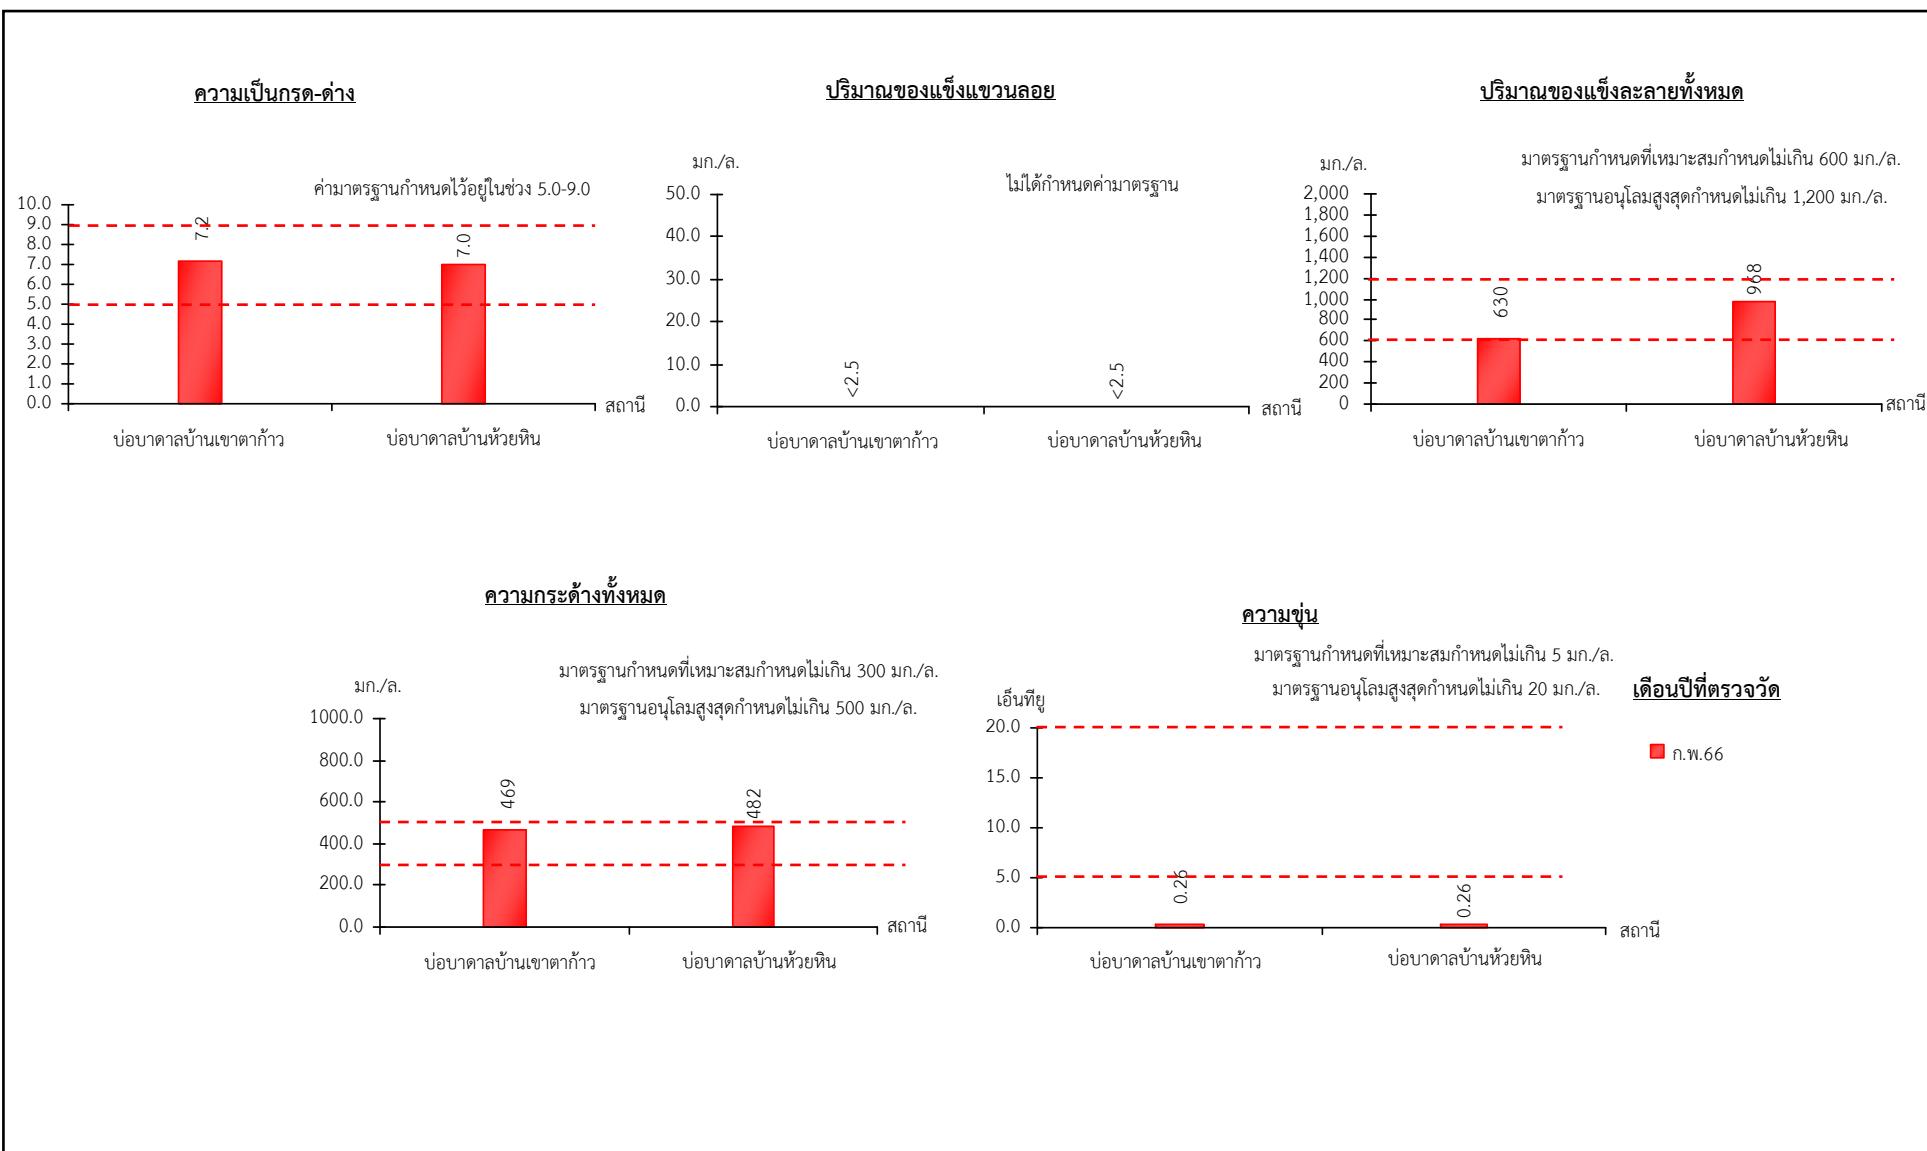 ความเป็นกรด-ด่าง
ค่ามาตรฐานกำหนดไว้อยู่ในช่วง 5.0-9.0
10.0
9.0
8.0
7.0
6.0
5.0
4.0
3.0
2.0
1.0
0.0
7.2
7.0
สถานี
บ่อบาดาลบ้านเขาตาก้าว
บ่อบาดาลบ้านห้วยหิน
ปริมาณของแข็งแขวนลอย
มก./ล.
ไม่ได้กำหนดค่ามาตรฐาน
50.0
40.0
30.0
20.0
10.0
0.0
<2.5
<2.5
สถานี
บ่อบาดาลบ้านเขาตาก้าว
บ่อบาดาลบ้านห้วยหิน
ปริมาณของแข็งละลายทั้งหมด
มก./ล.
มาตรฐานกำหนดที่เหมาะสมกำหนดไม่เกิน 600 มก./ล.
มาตรฐานอนุโลมสูงสุดกำหนดไม่เกิน 1,200 มก./ล.
2,000
1,800
1,600
1,400
1,200
1,000
800
600
400
200
0
630
968
สถานี
บ่อบาดาลบ้านเขาตาก้าว
บ่อบาดาลบ้านห้วยหิน
ความกระด้างทั้งหมด
มก./ล.
มาตรฐานกำหนดที่เหมาะสมกำหนดไม่เกิน 300 มก./ล.
มาตรฐานอนุโลมสูงสุดกำหนดไม่เกิน 500 มก./ล.
1000.0
800.0
600.0
400.0
200.0
0.0
469
482
สถานี
บ่อบาดาลบ้านเขาตาก้าว
บ่อบาดาลบ้านห้วยหิน
ความขุ่น
มาตรฐานกำหนดที่เหมาะสมกำหนดไม่เกิน 5 มก./ล.
มาตรฐานอนุโลมสูงสุดกำหนดไม่เกิน 20 มก./ล.
เอ็นทียู
20.0
15.0
10.0
5.0
0.0
0.26
0.26
สถานี
บ่อบาดาลบ้านเขาตาก้าว
บ่อบาดาลบ้านห้วยหิน
เดือนปีที่ตรวจวัด
ก.พ.66